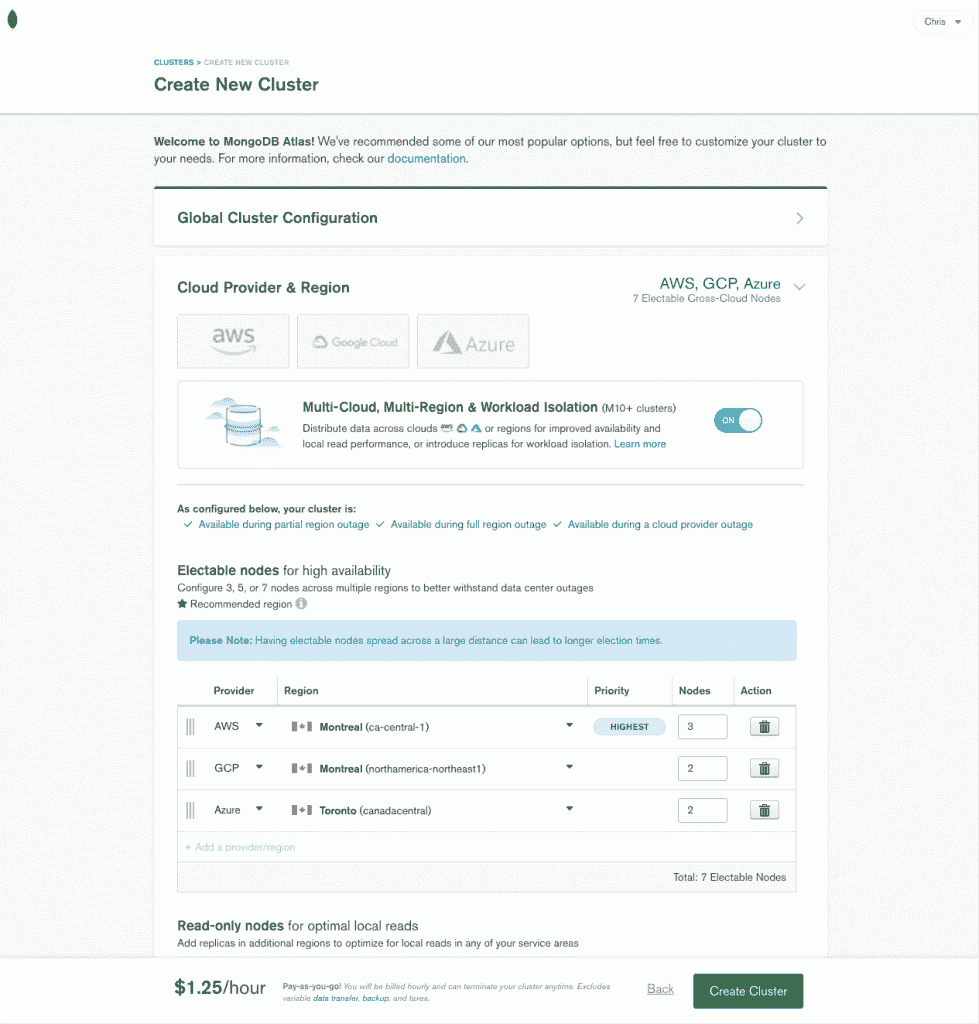 Chris
CLUSTERS > CREATE NEW CLUSTER
Create New Cluster
Welcome to MongoDB Atlas! We've recommended some of our most popular options, but feel free to customize your cluster to
your needs. For more information, check our documentation.
Global Cluster Configuration
Cloud Provider & Region
AWS, GCP, Azure
7 Electable Cross-Cloud Nodes
aws
Google Cloud
Azure
Multi-Cloud, Multi-Region & Workload Isolation (M10+ clusters)
Distribute data across clouds or regions for improved availability and
local read performance, or introduce replicas for workload isolation. Learn more
ON
As configured below, your cluster is:
Available during partial region outage Available during full region outage Available during a cloud provider outage
Electable nodes for high availability
Configure 3, 5, or 7 nodes across multiple regions to better withstand data center outages
Recommended region
Please Note: Having electable nodes spread across a large distance can lead to longer election times.
Provider Region Priority Nodes Action
AWS Montreal (ca-central-1) HIGHEST 3
GCP Montreal (northamerica-northeast1) 2
Azure Toronto (canadacentral) 2
+ Add a provider/region
Total: 7 Electable Nodes
Read-only nodes for optimal local reads
Add replicas in additional regions to optimize for local reads in any of your service areas
$1.25/hour
Pay-as-you-go! You will be billed hourly and can terminate your cluster anytime. Excludes
variable data transfer, backup, and taxes.
Back
Create Cluster